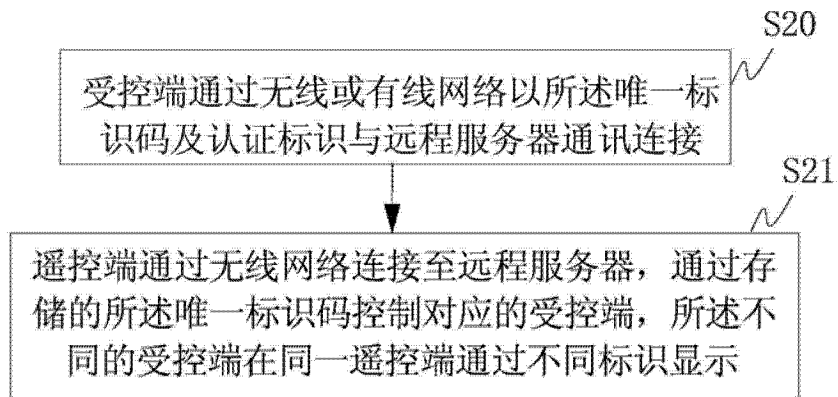 S20
受控端通过无线或有线网络以所述唯一标
识码及认证标识与远程服务器通讯连接
S21
遥控端通过无线网络连接至远程服务器，通过存
储的所述唯一标识码控制对应的受控端，所述不
同的受控端在同一遥控端通过不同标识显示